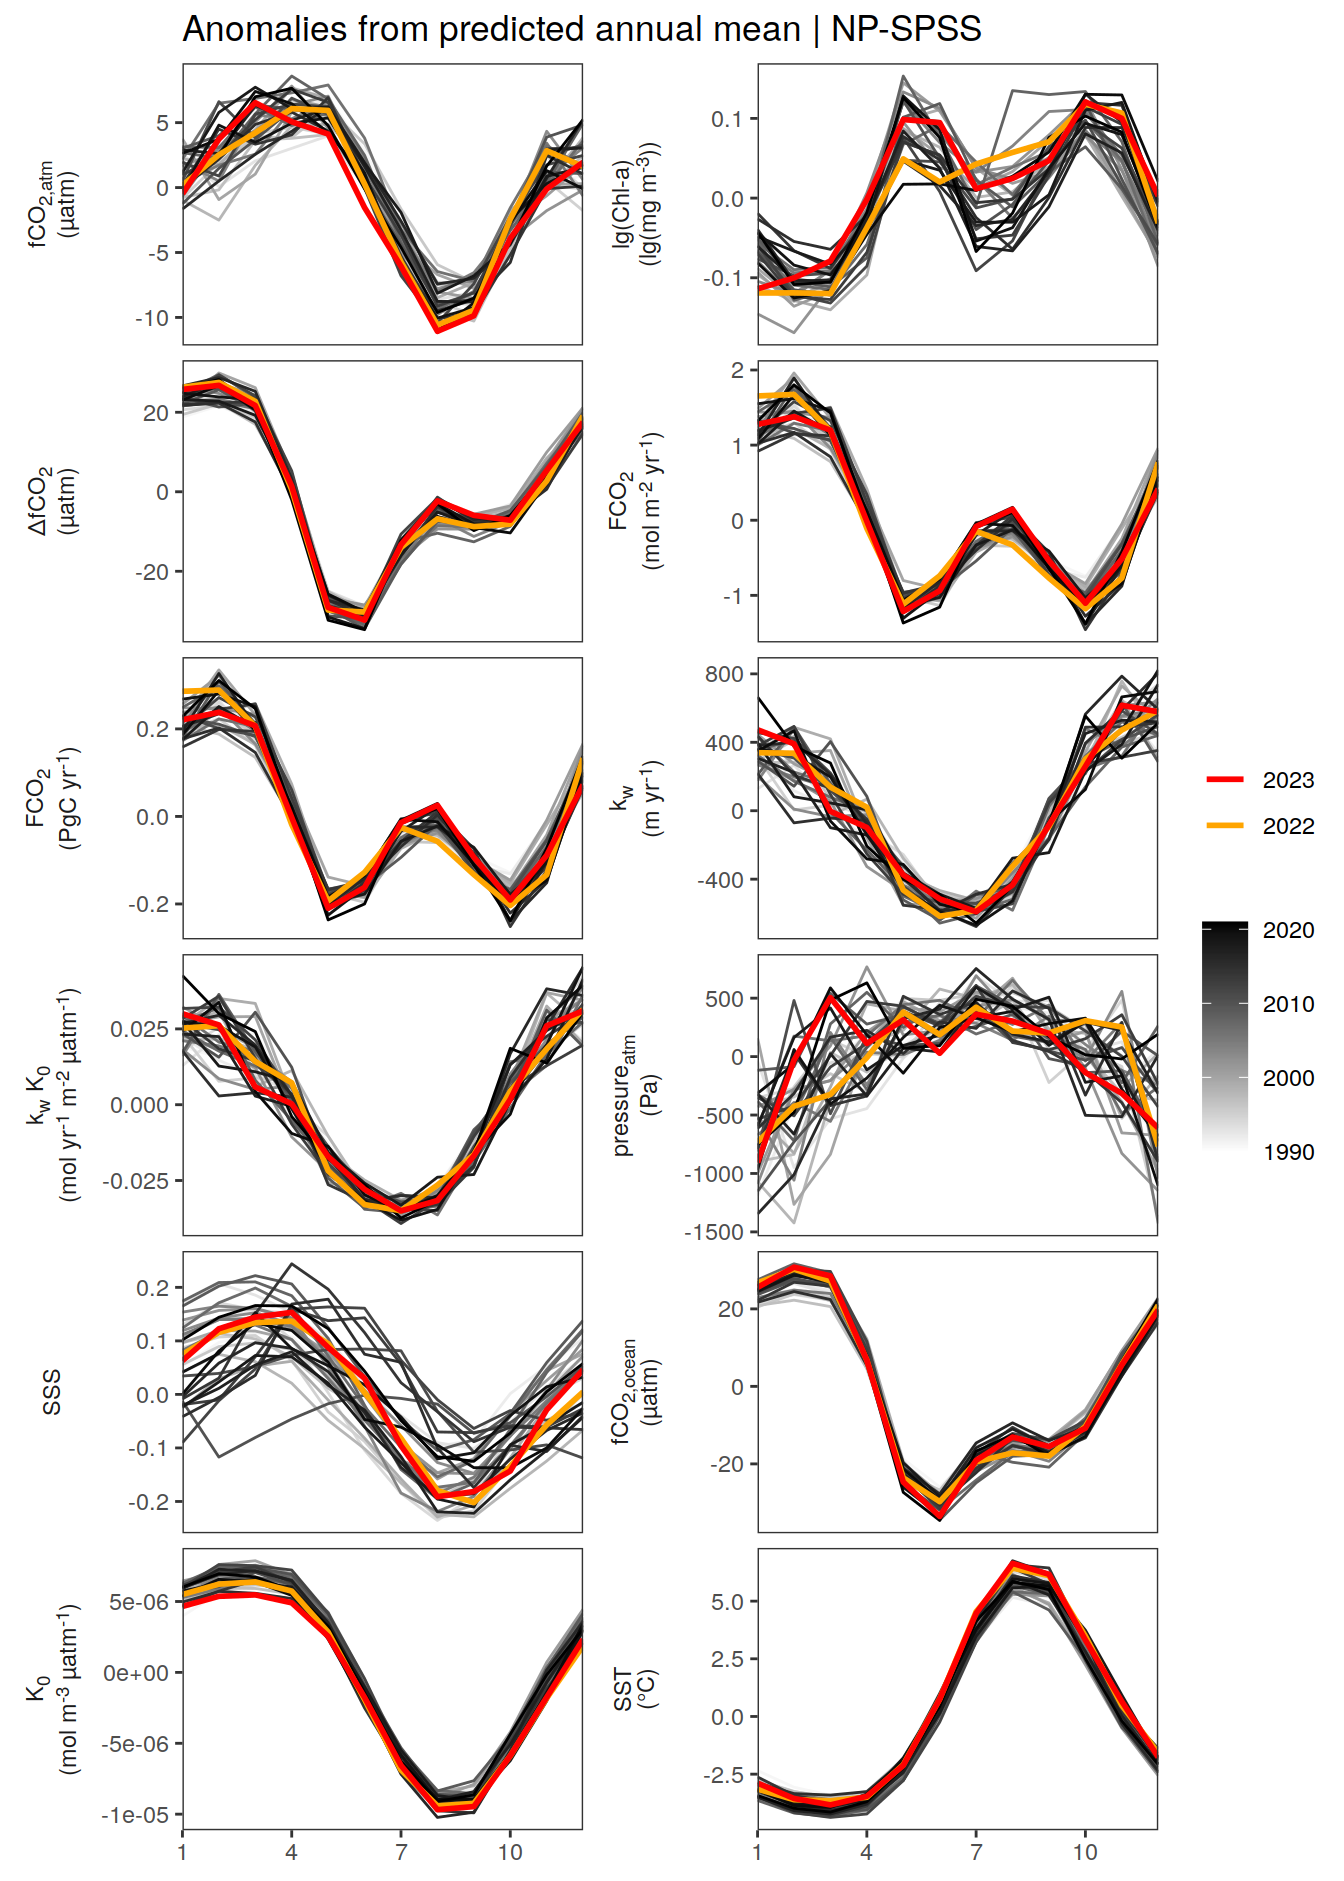 Anomalies from predicted annual mean | NP-SPSS
fCO2,atm
(µatm)
5
0
-5
-10
lg(Chl-a)
(lg(mg m-3))
0.1
0.0
-0.1
ΔfCO2
(µatm)
20
0
-20
FCO2
(mol m-2 yr-1)
2
1
0
-1
FCO2
(PgC yr-1)
0.2
0.0
-0.2
kw
(m yr-1)
800
400
0
-400
kw K0
(mol yr-1 m-2 µatm-1)
0.025
0.000
-0.025
pressureatm
(Pa)
500
0
-500
-1000
-1500
SSS
0.2
0.1
0.0
-0.1
-0.2
fCO2,ocean
(µatm)
20
0
-20
K0
(mol m-3 µatm-1)
5e-06
0e+00
-5e-06
-1e-05
1
4
7
10
SST
(°C)
5.0
2.5
0.0
-2.5
1
4
7
10
2023
2022
2020
2010
2000
1990